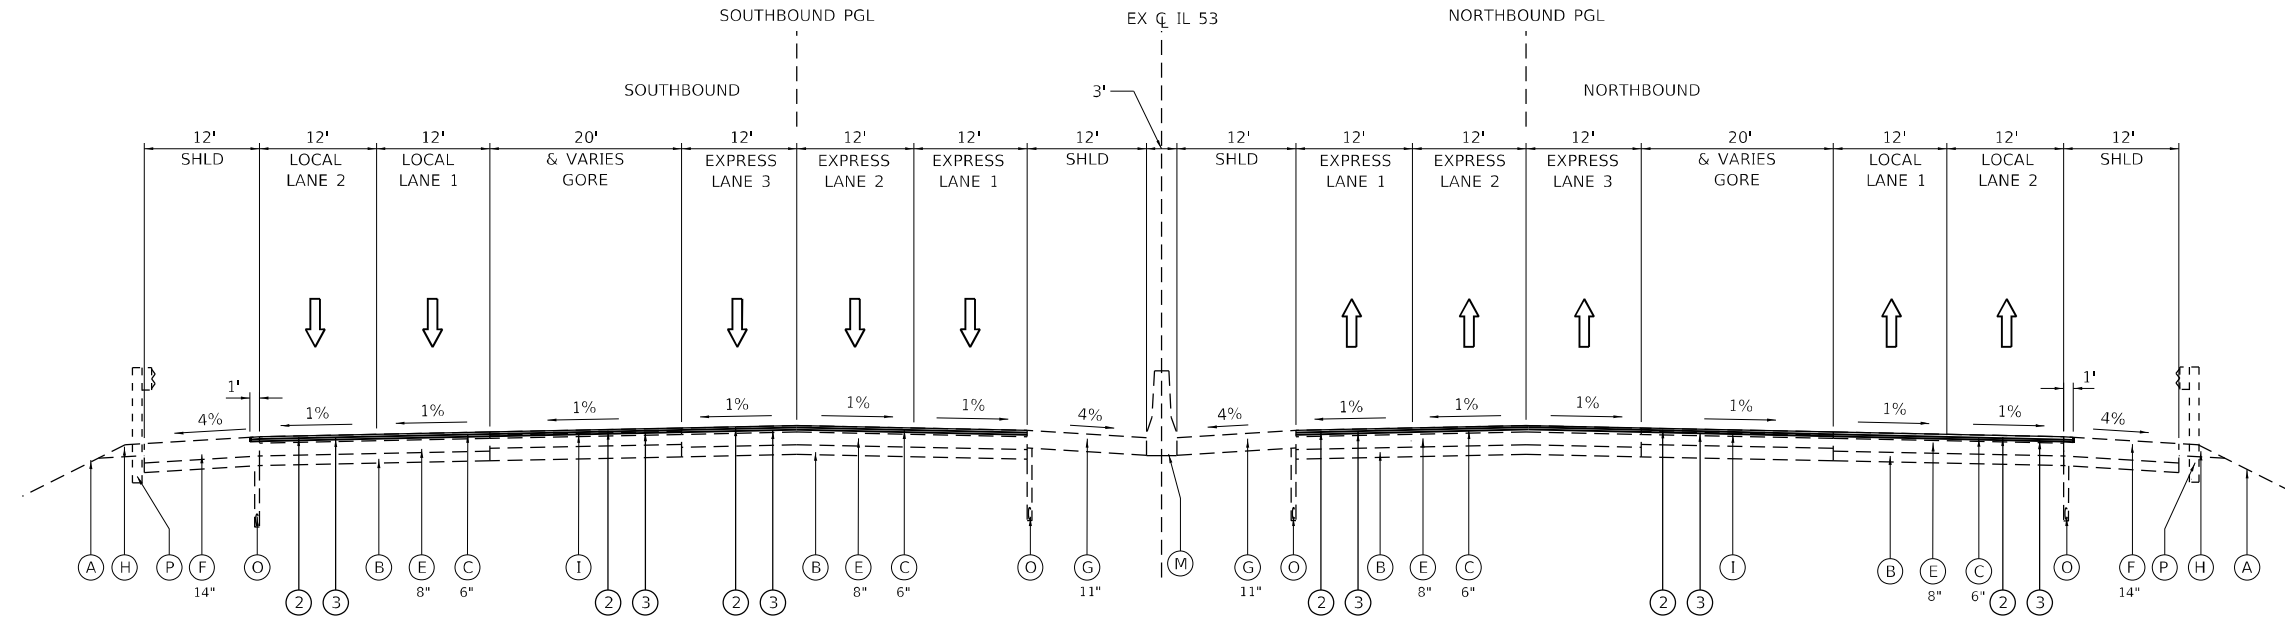 SOUTHBOUND PGL EX ℄ IL 53 NORTHBOUND PGL
SOUTHBOUND 3' NORTHBOUND
12' 12' 12' 20' 12' 12' 12' 12' 12' 12' 12' 12' 20' 12' 12' 12'
SHLD LOCAL LOCAL & VARIES EXPRESS EXPRESS EXPRESS SHLD SHLD EXPRESS EXPRESS EXPRESS & VARIES LOCAL LOCAL SHLD
LANE 2 LANE 1 GORE LANE 3 LANE 2 LANE 1 LANE 1 LANE 2 LANE 3 GORE LANE 1 LANE 2
1' 1'
4% 1% 1% 1% 1% 1% 1% 4% 4% 1% 1% 1% 1% 1% 1% 4%
A H P F O B E C I B E C O G M G O B E C I B E C O F P H A
14" 8" 6" 8" 6" 11" 11" 8" 6" 8" 6" 14"
2 3 2 3 2 3 2 3 2 3 2 3